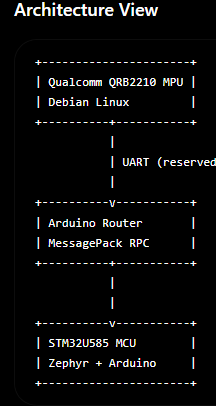 Architecture View
+----------------------+
| Qualcomm QRB2210 MPU |
| Debian Linux         |
+----------+-----------+
           |
           | UART (reserved
           |
+----------v-----------+
| Arduino Router       |
| MessagePack RPC      |
+----------+-----------+
           |
           |
+----------v-----------+
| STM32U585 MCU        |
| Zephyr + Arduino     |
+----------------------+